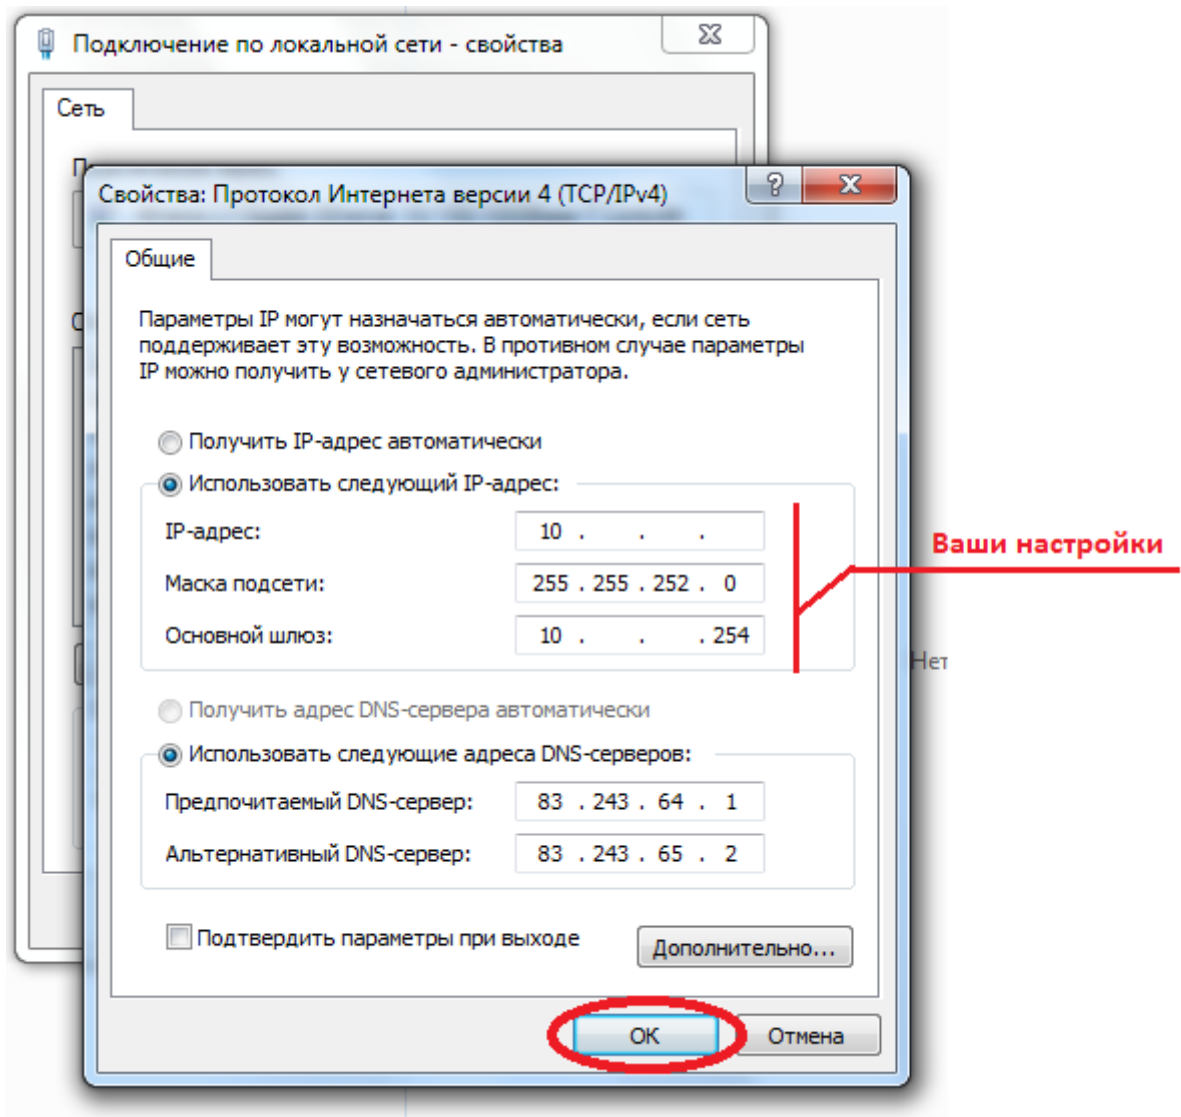 Подключение по локальной сети - свойства
Сеть
Свойства: Протокол Интернета версии 4 (TCP/IPv4)
Общие
Параметры IP могут назначаться автоматически, если сеть
поддерживает эту возможность. В противном случае параметры
IP можно получить у сетевого администратора.
Получить IP-адрес автоматически
Использовать следующий IP-адрес:
IP-адрес: 10 . . .
Ваши настройки
Маска подсети: 255 . 255 . 252 . 0
Основной шлюз: 10 . . . 254
Нет
Получить адрес DNS-сервера автоматически
Использовать следующие адреса DNS-серверов:
Предпочитаемый DNS-сервер: 83 . 243 . 64 . 1
Альтернативный DNS-сервер: 83 . 243 . 65 . 2
Подтвердить параметры при выходе
Дополнительно...
ОК
Отмена